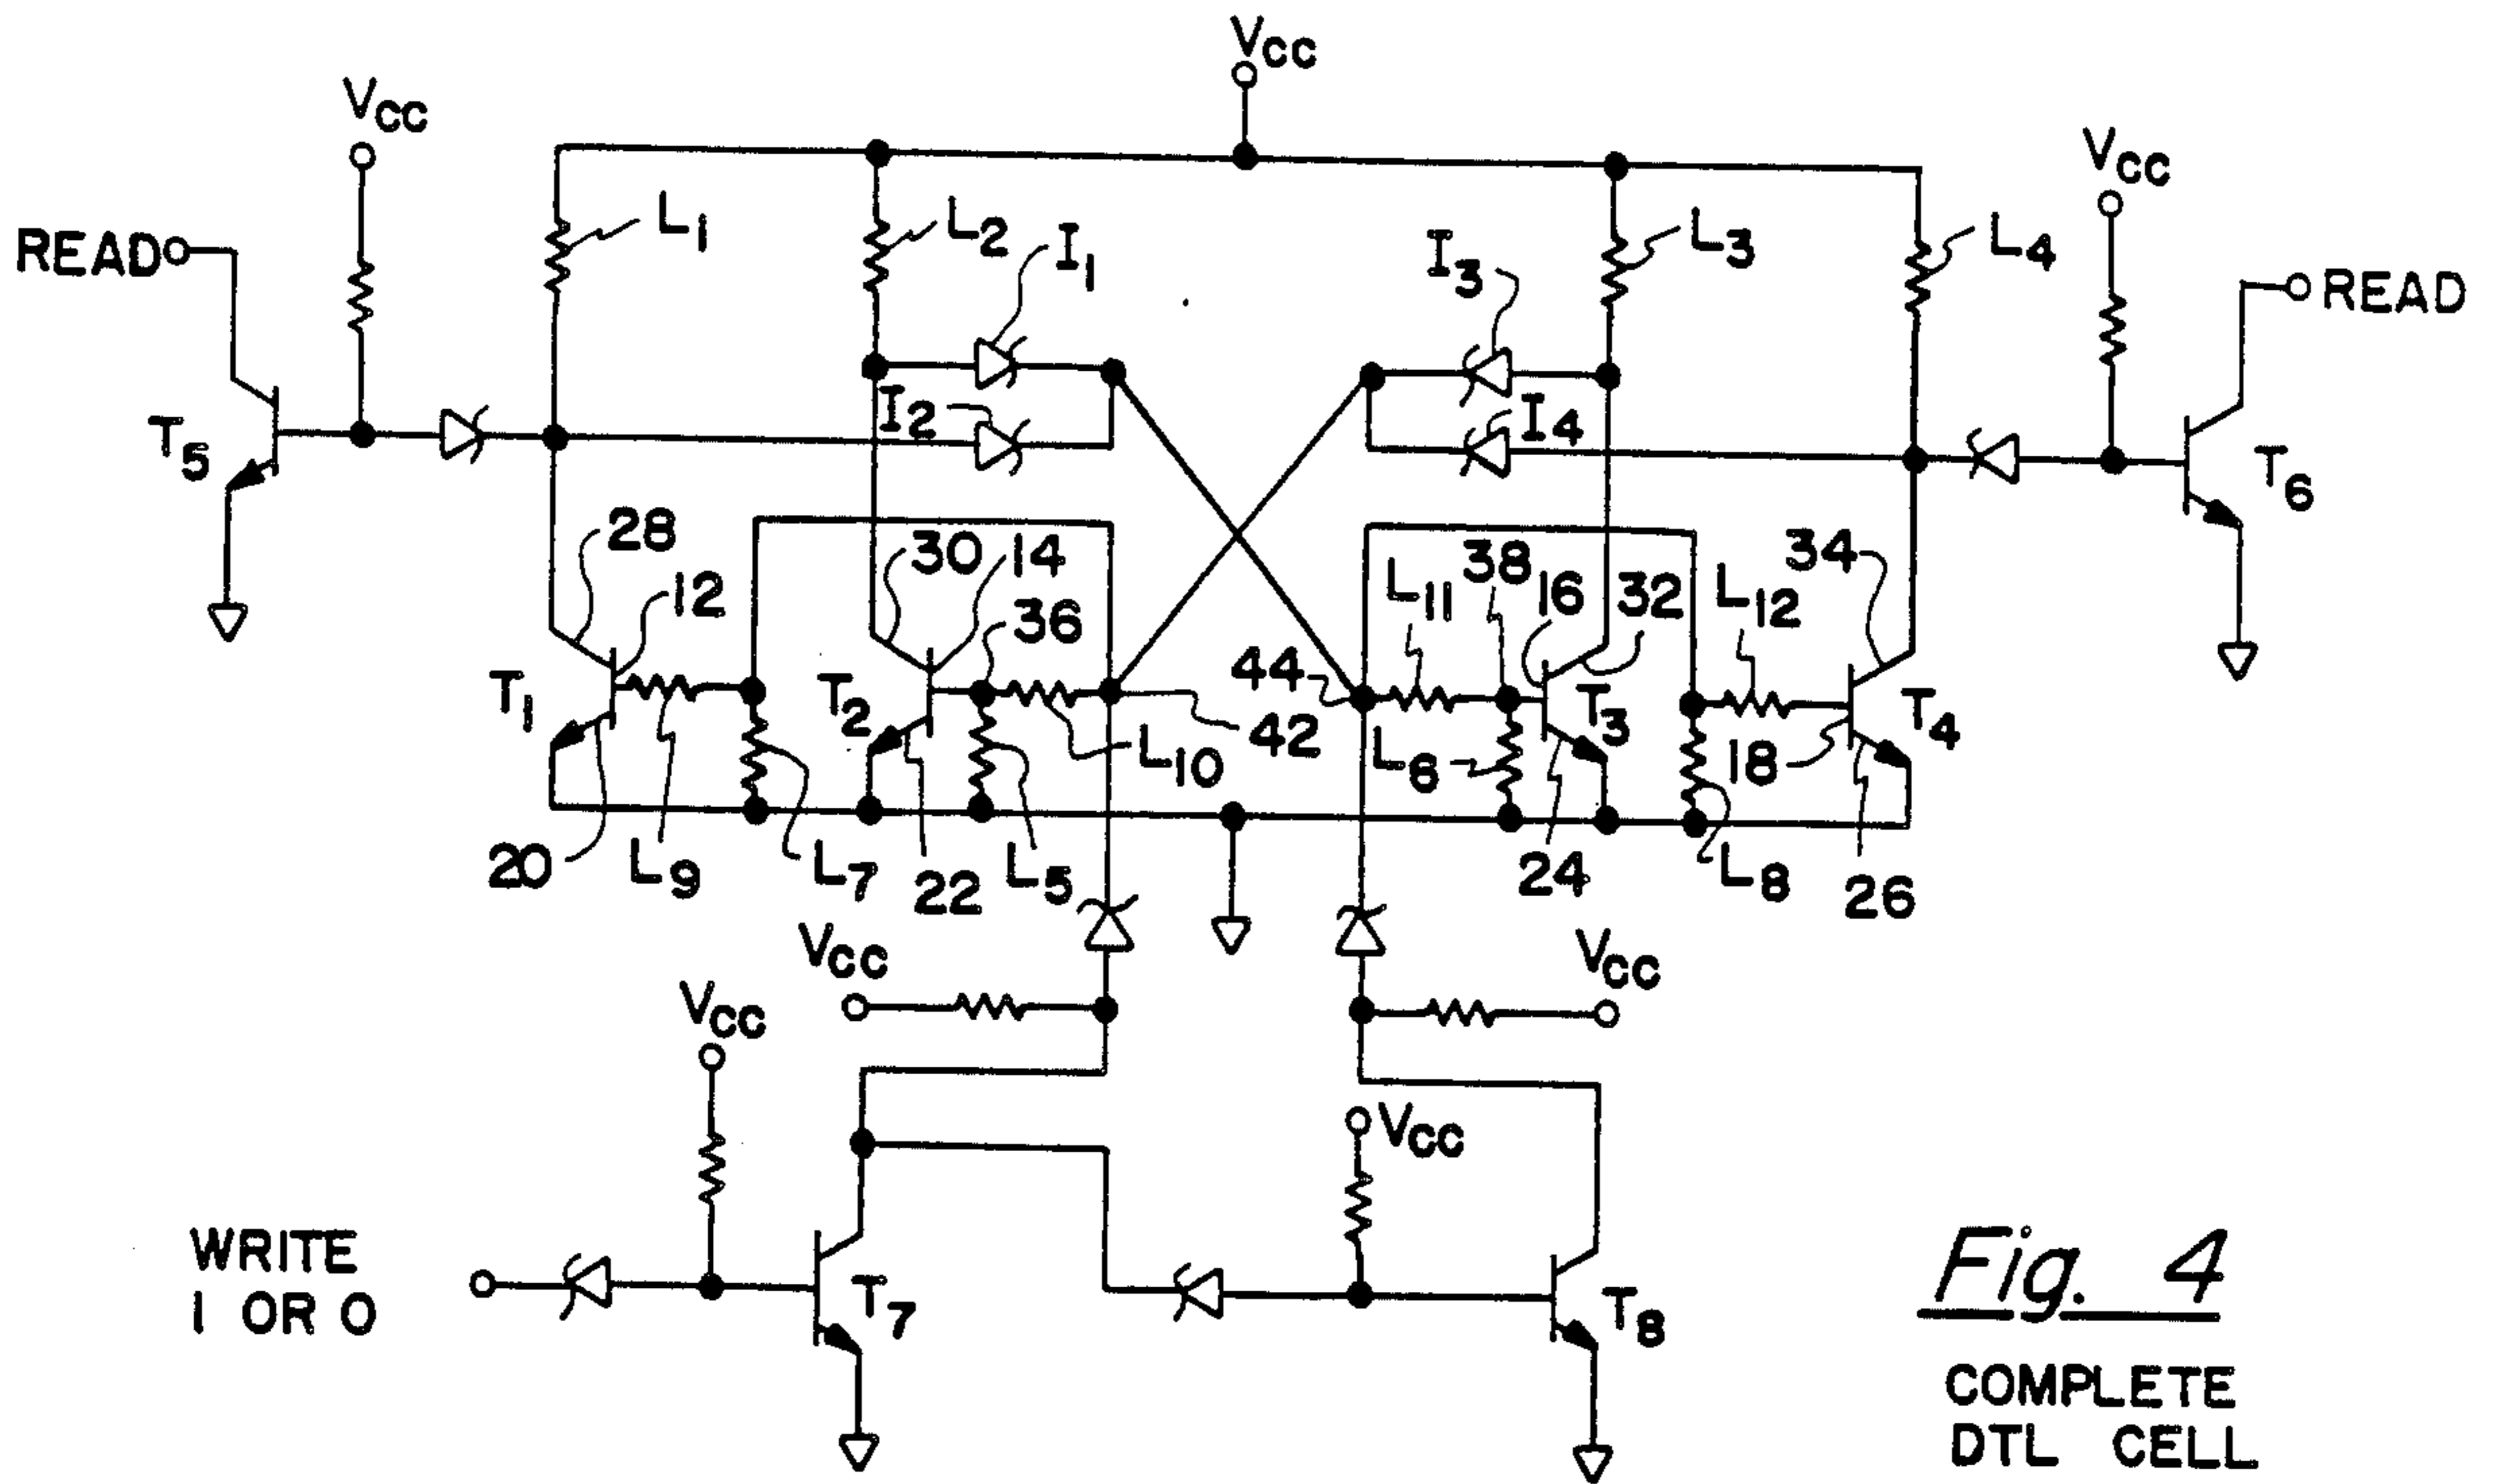 VCC
VCC
VCC
READ
L1
L2
I1
I3
L3
L4
READ
I2
I4
T5
T6
28
12
30
14
36
L11
38
16
32
L12
34
T1
T2
44
42
L10
L6
T3
18
T4
20
L9
L7
22
L5
24
L8
26
VCC
VCC
VCC
VCC
WRITE
1 OR 0
T7
T8
Fig. 4
COMPLETE
DTL CELL